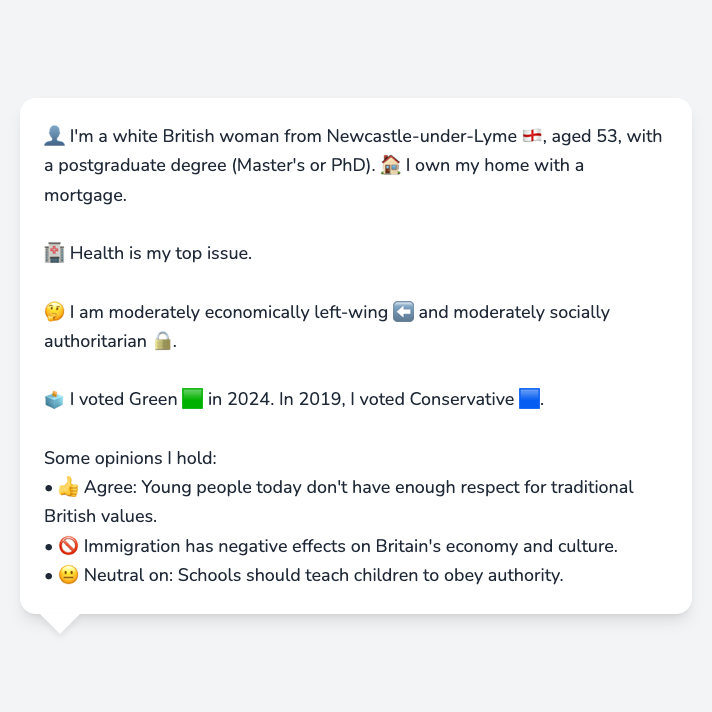 👤 I'm a white British woman from Newcastle-under-Lyme 🏴󠁧󠁢󠁥󠁮󠁧󠁿, aged 53, with
a postgraduate degree (Master's or PhD). 🏠 I own my home with a
mortgage.
🏥 Health is my top issue.
🤔 I am moderately economically left-wing ⬅️ and moderately socially
authoritarian 🔒.
🗳️ I voted Green 🟩 in 2024. In 2019, I voted Conservative 🟦.
Some opinions I hold:
• 👍 Agree: Young people today don't have enough respect for traditional
British values.
• 🚫 Immigration has negative effects on Britain's economy and culture.
• 😐 Neutral on: Schools should teach children to obey authority.